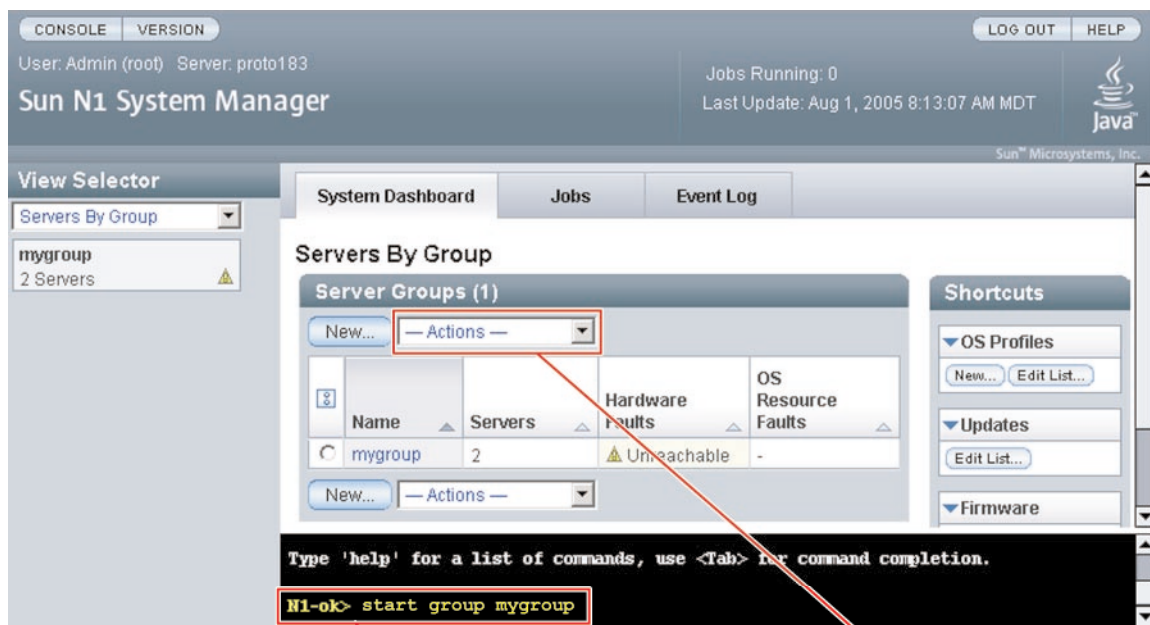 CONSOLE VERSION
LOG OUT HELP
User: Admin (root) Server: proto183
Jobs Running: 0
Sun N1 System Manager
Last Update: Aug 1, 2005 8:13:07 AM MDT
Java™
Sun™ Microsystems, Inc.
View Selector
Servers By Group
mygroup
2 Servers
System Dashboard
Jobs
Event Log
Servers By Group
Server Groups (1)
New...
— Actions —
Name
Servers
Hardware Faults
OS Resource Faults
mygroup
2
Unreachable
-
New...
— Actions —
Shortcuts
OS Profiles
New... Edit List...
Updates
Edit List...
Firmware
Type 'help' for a list of commands, use <Tab> for command completion.
N1-ok> start group mygroup